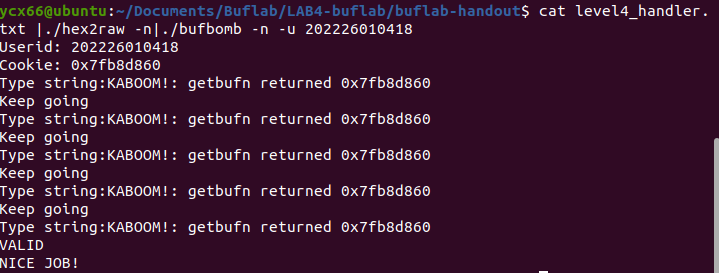 ycx66@ubuntu:~/Documents/Buflab/LAB4-buflab/buflab-handout$ cat level4_handler.
txt |./hex2raw -n|./bufbomb -n -u 202226010418
Userid: 202226010418
Cookie: 0x7fb8d860
Type string:KABOOM!: getbufn returned 0x7fb8d860
Keep going
Type string:KABOOM!: getbufn returned 0x7fb8d860
Keep going
Type string:KABOOM!: getbufn returned 0x7fb8d860
Keep going
Type string:KABOOM!: getbufn returned 0x7fb8d860
Keep going
Type string:KABOOM!: getbufn returned 0x7fb8d860
VALID
NICE JOB!